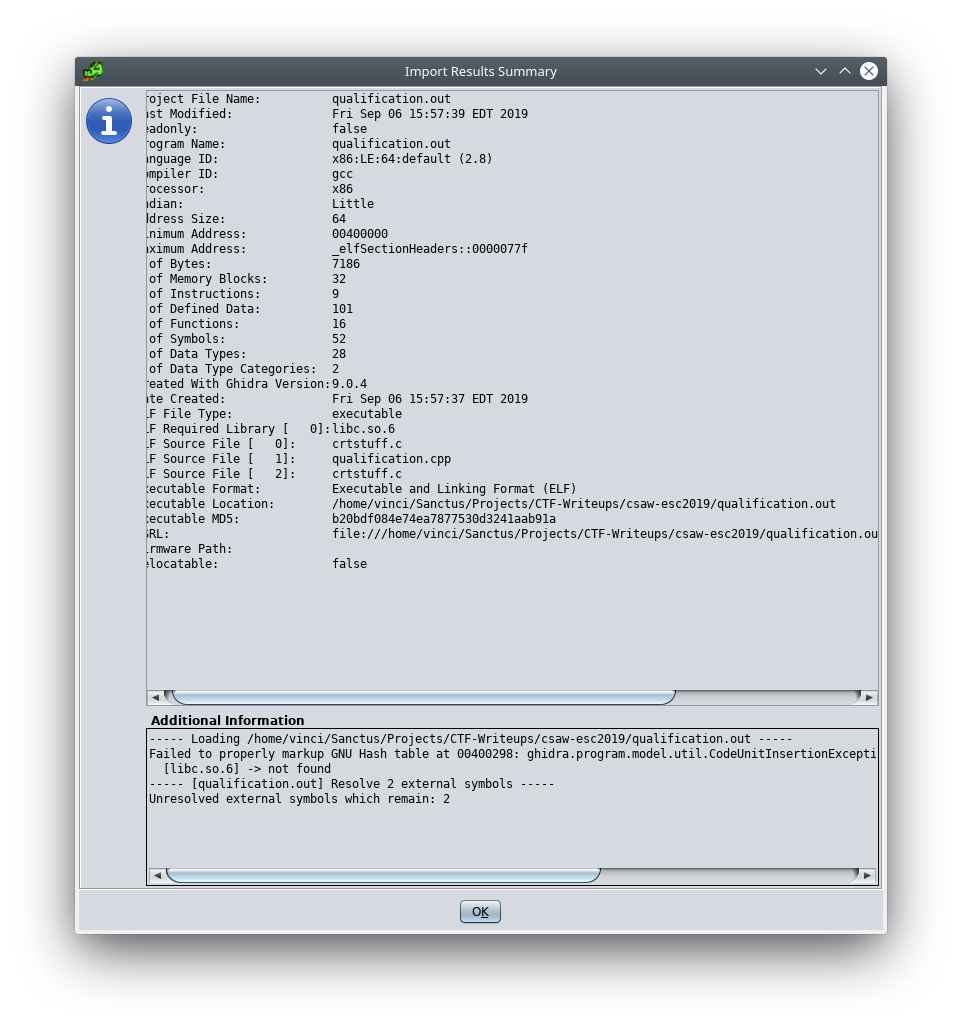 Import Results Summary
roject File Name: qualification.out
ast Modified: Fri Sep 06 15:57:39 EDT 2019
eadonly: false
rogram Name: qualification.out
anguage ID: x86:LE:64:default (2.8)
ompiler ID: gcc
rocessor: x86
ndian: Little
ddress Size: 64
inimum Address: 00400000
aximum Address: _elfSectionHeaders::0000077f
of Bytes: 7186
of Memory Blocks: 32
of Instructions: 9
of Defined Data: 101
of Functions: 16
of Symbols: 52
of Data Types: 28
of Data Type Categories: 2
reated With Ghidra Version: 9.0.4
ate Created: Fri Sep 06 15:57:37 EDT 2019
LF File Type: executable
LF Required Library [   0]: libc.so.6
LF Source File [   0]: crtstuff.c
LF Source File [   1]: qualification.cpp
LF Source File [   2]: crtstuff.c
xecutable Format: Executable and Linking Format (ELF)
xecutable Location: /home/vinci/Sanctus/Projects/CTF-Writeups/csaw-esc2019/qualification.out
xecutable MD5: b20bdf084e74ea7877530d3241aab91a
SRL: file:///home/vinci/Sanctus/Projects/CTF-Writeups/csaw-esc2019/qualification.ou
irmware Path:
elocatable: false
Additional Information
----- Loading /home/vinci/Sanctus/Projects/CTF-Writeups/csaw-esc2019/qualification.out -----
Failed to properly markup GNU Hash table at 00400298: ghidra.program.model.util.CodeUnitInsertionExcepti
[libc.so.6] -> not found
----- [qualification.out] Resolve 2 external symbols -----
Unresolved external symbols which remain: 2
OK